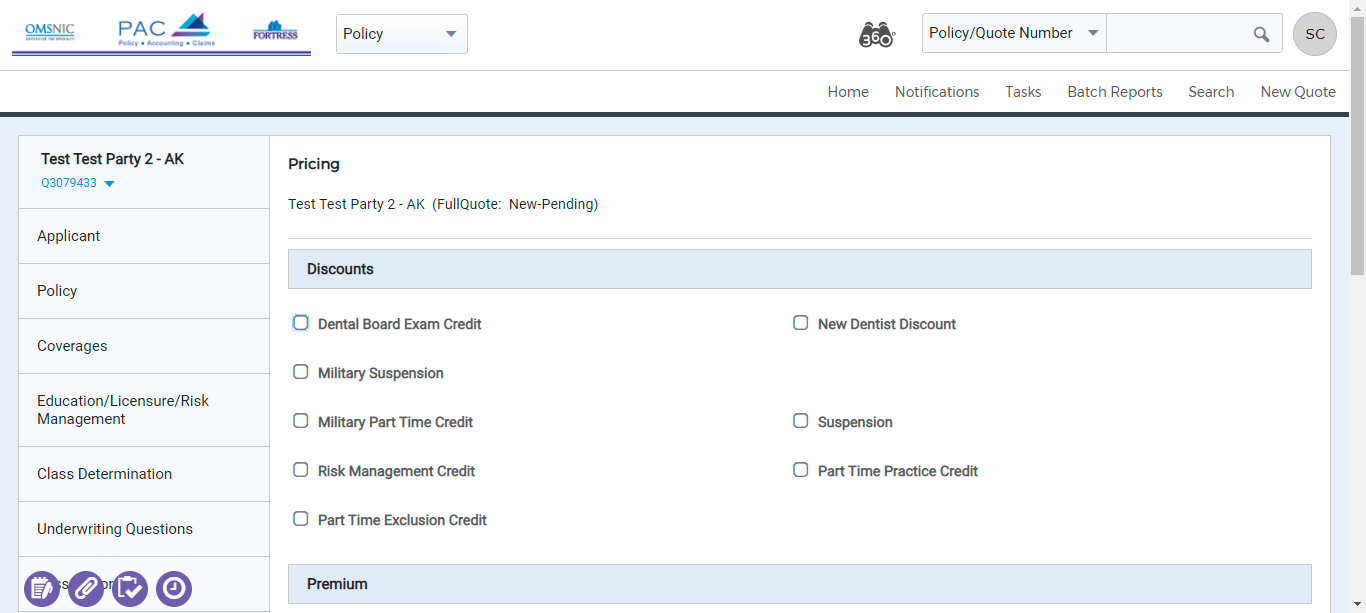 OMSNIC
PAC
Policy • Accounting • Claims
FORTRESS
Policy
360°
Policy/Quote Number
SC
Home
Notifications
Tasks
Batch Reports
Search
New Quote
Test Test Party 2 - AK
Q3079433
Applicant
Policy
Coverages
Education/Licensure/Risk
Management
Class Determination
Underwriting Questions
Pricing
Test Test Party 2 - AK (FullQuote: New-Pending)
Discounts
Dental Board Exam Credit
New Dentist Discount
Military Suspension
Military Part Time Credit
Suspension
Risk Management Credit
Part Time Practice Credit
Part Time Exclusion Credit
Premium